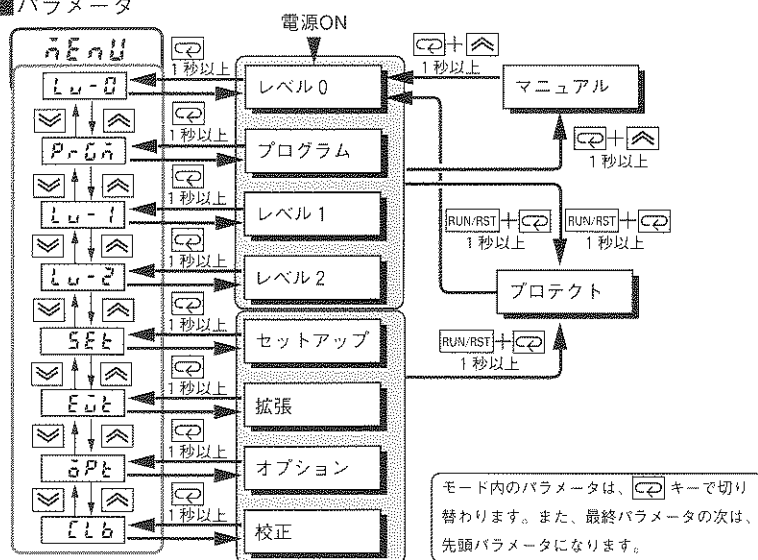 ■パラメータ
電源ON
MENU
1秒以上
LV-0
レベル0
1秒以上
マニュアル
1秒以上
PRGM
プログラム
1秒以上
1秒以上
LV-1
レベル1
RUN/RST + RUN/RST +
1秒以上 1秒以上
1秒以上
LV-2
レベル2
プロテクト
1秒以上
SEt
セットアップ
RUN/RST +
1秒以上
1秒以上
EXt
拡張
1秒以上
OPt
オプション
1秒以上
CLb
校正
モード内のパラメータは、 キーで切り
替わります。また、最終パラメータの次は、
先頭パラメータになります。